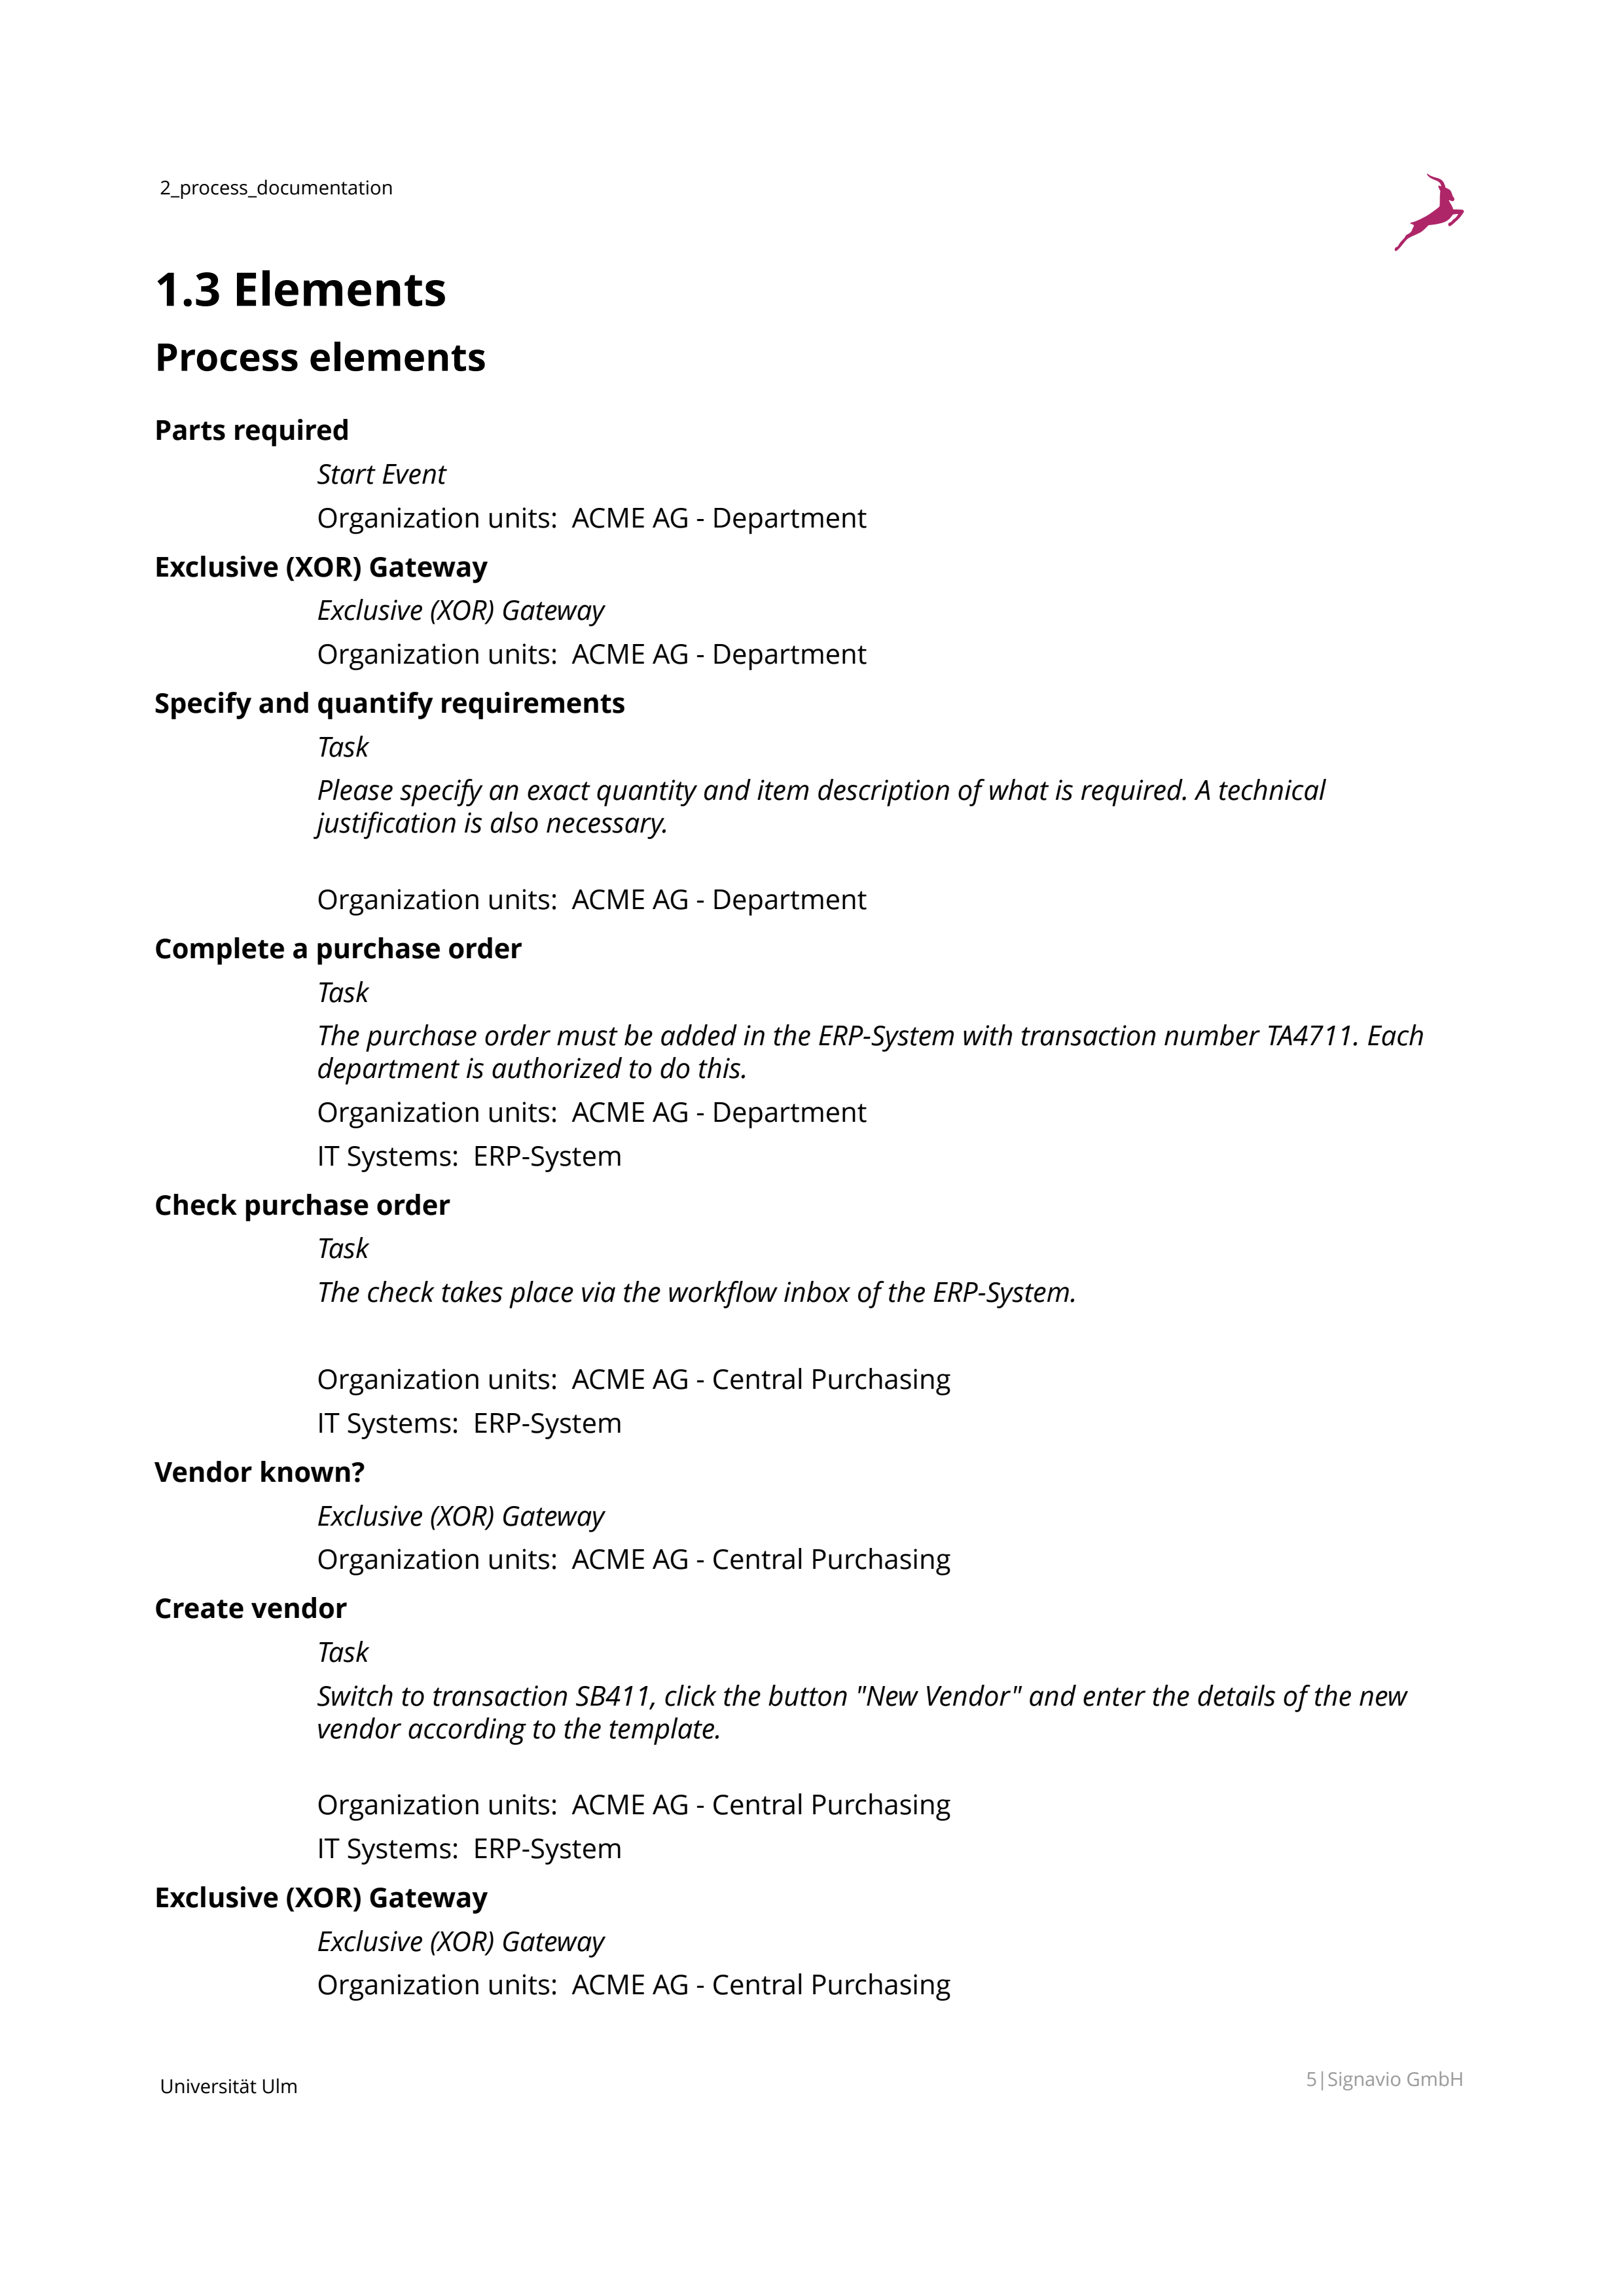 2_process_documentation
1.3 Elements
Process elements
Parts required
Start Event
Organization units:  ACME AG - Department
Exclusive (XOR) Gateway
Exclusive (XOR) Gateway
Organization units:  ACME AG - Department
Specify and quantify requirements
Task
Please specify an exact quantity and item description of what is required. A technical
justification is also necessary.
Organization units:  ACME AG - Department
Complete a purchase order
Task
The purchase order must be added in the ERP-System with transaction number TA4711. Each
department is authorized to do this.
Organization units:  ACME AG - Department
IT Systems:  ERP-System
Check purchase order
Task
The check takes place via the workflow inbox of the ERP-System.
Organization units:  ACME AG - Central Purchasing
IT Systems:  ERP-System
Vendor known?
Exclusive (XOR) Gateway
Organization units:  ACME AG - Central Purchasing
Create vendor
Task
Switch to transaction SB411, click the button "New Vendor" and enter the details of the new
vendor according to the template.
Organization units:  ACME AG - Central Purchasing
IT Systems:  ERP-System
Exclusive (XOR) Gateway
Exclusive (XOR) Gateway
Organization units:  ACME AG - Central Purchasing
Universität Ulm
5|Signavio GmbH